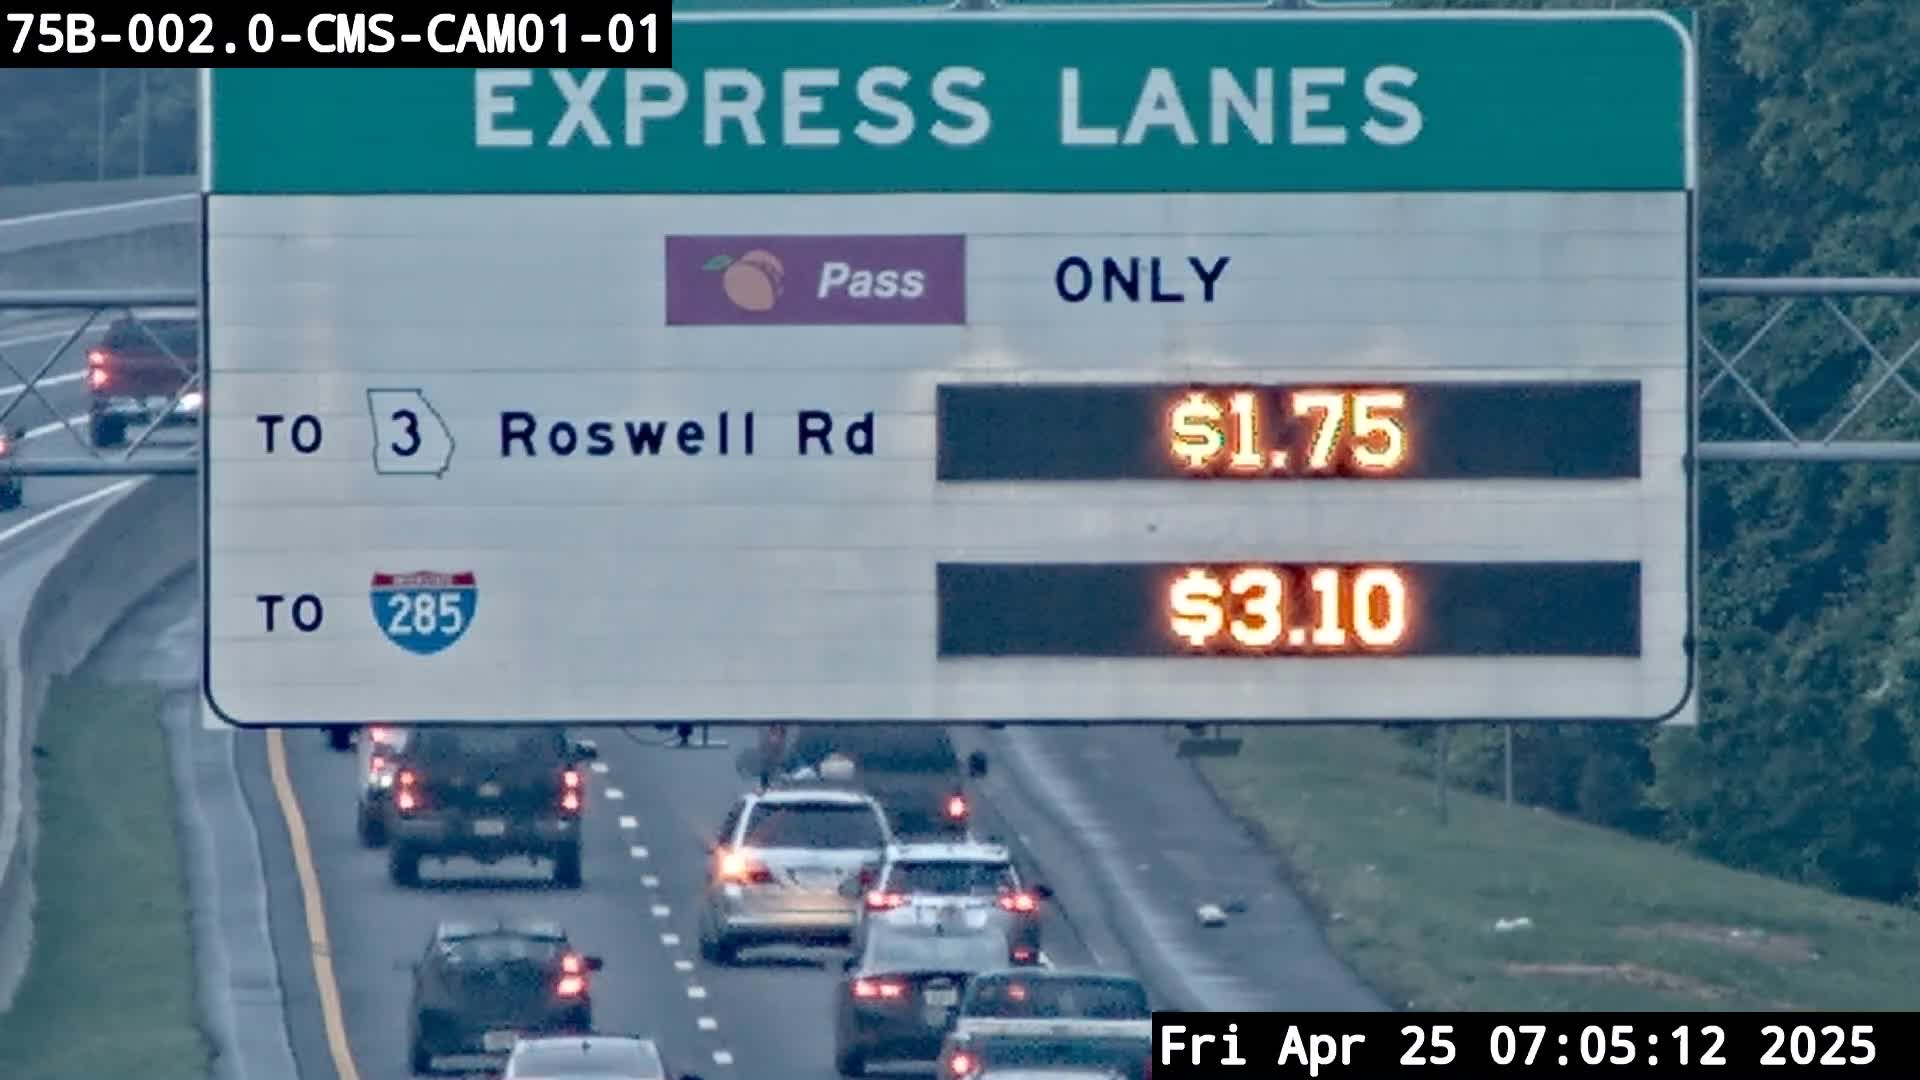 75B-002.0-CMS-CAM01-01
EXPRESS LANES
Pass ONLY
TO 3 Roswell Rd $1.75
TO 285 $3.10
Fri Apr 25 07:05:12 2025